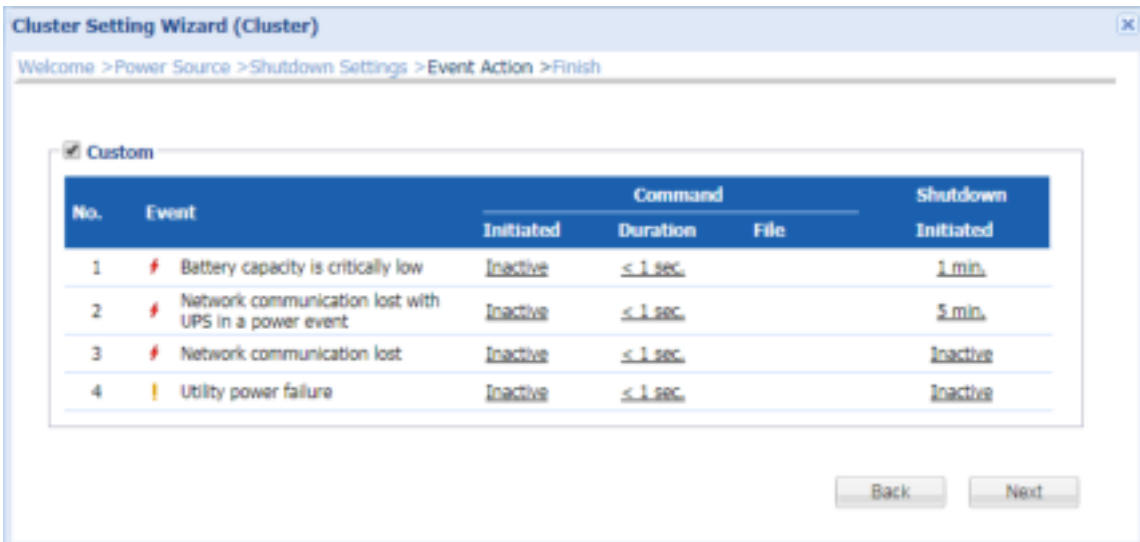 Cluster Setting Wizard (Cluster)
Welcome >Power Source >Shutdown Settings >Event Action >Finish
Custom
No. Event Command Shutdown
Initiated Duration File Initiated
1 Battery capacity is critically low Inactive < 1 sec. 1 min.
2 Network communication lost with
UPS in a power event Inactive < 1 sec. 5 min.
3 Network communication lost Inactive < 1 sec. Inactive
4 Utility power failure Inactive < 1 sec. Inactive
Back Next